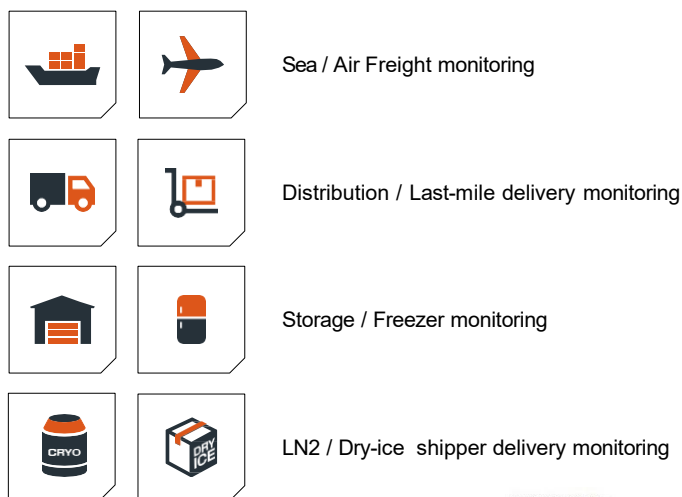 Sea / Air Freight monitoring
Distribution / Last-mile delivery monitoring
Storage / Freezer monitoring
CRYO
DRY
ICE
LN2 / Dry-ice shipper delivery monitoring